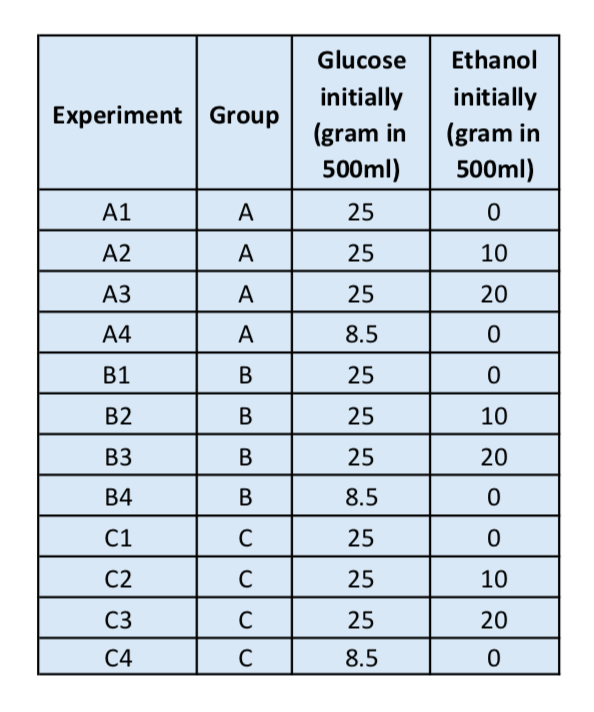 Experiment Group Glucose initially (gram in 500ml) Ethanol initially (gram in 500ml)
A1 A 25 0
A2 A 25 10
A3 A 25 20
A4 A 8.5 0
B1 B 25 0
B2 B 25 10
B3 B 25 20
B4 B 8.5 0
C1 C 25 0
C2 C 25 10
C3 C 25 20
C4 C 8.5 0